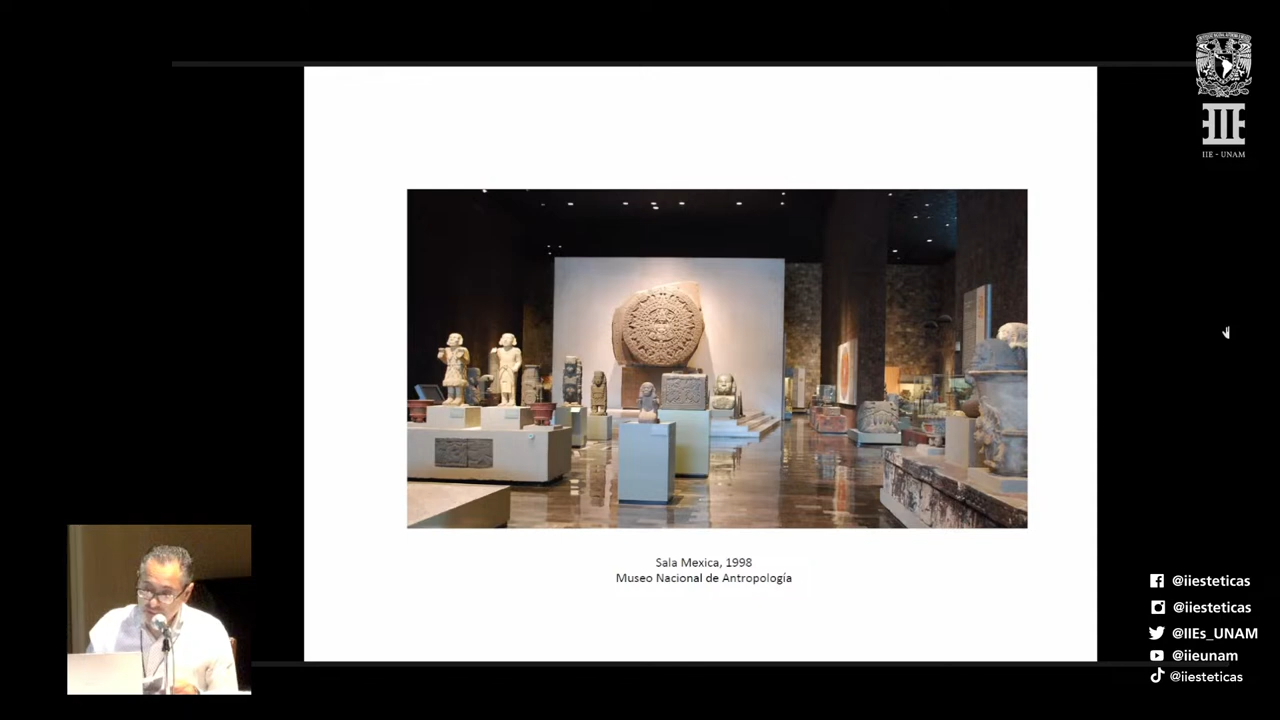 IIE - UNAM
Sala Mexica, 1998
Museo Nacional de Antropología
@iiesteticas
@iiesteticas
@IIEs_UNAM
@iieunam
@iiesteticas